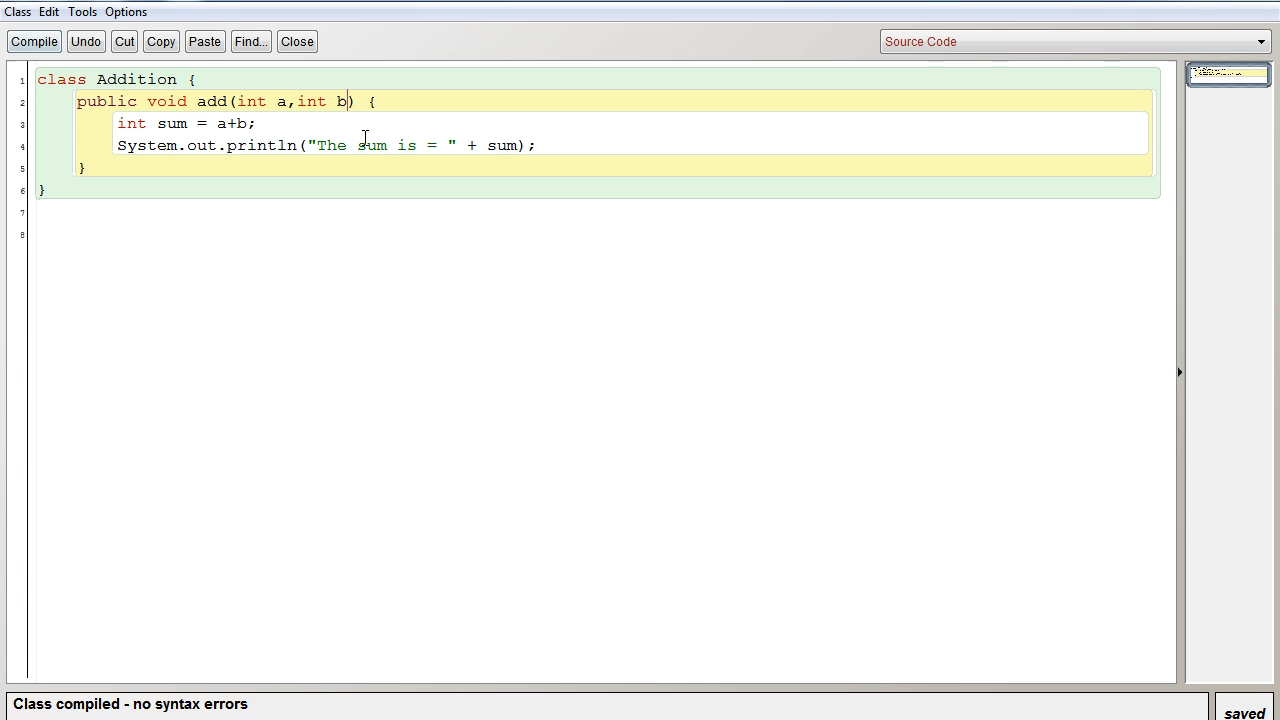 Class Edit Tools Options
Compile Undo Cut Copy Paste Find... Close Source Code
1 class Addition {
2 public void add(int a,int b) {
3 int sum = a+b;
4 System.out.println("The sum is = " + sum);
5 }
6 }
7
8
Class compiled - no syntax errors
saved